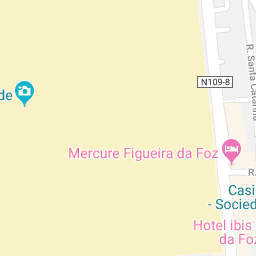 R. Santa Catarina
N109-8
de
Mercure Figueira da Foz
R.
Casi
- Socied
Hotel ibis
da Foz